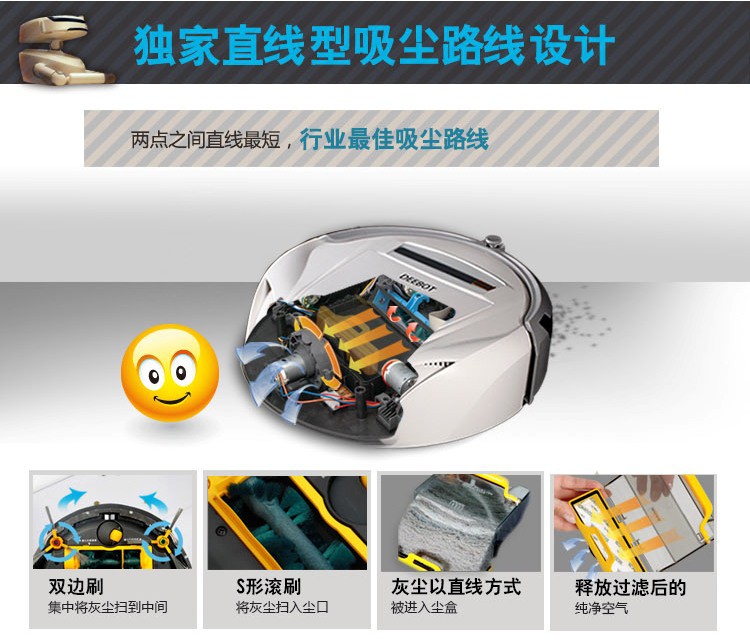 独家直线型吸尘路线设计
两点之间直线最短，行业最佳吸尘路线
DEEBOT
双边刷
集中将灰尘扫到中间
S形滚刷
将灰尘扫入尘口
灰尘以直线方式
被进入尘盒
释放过滤后的
纯净空气